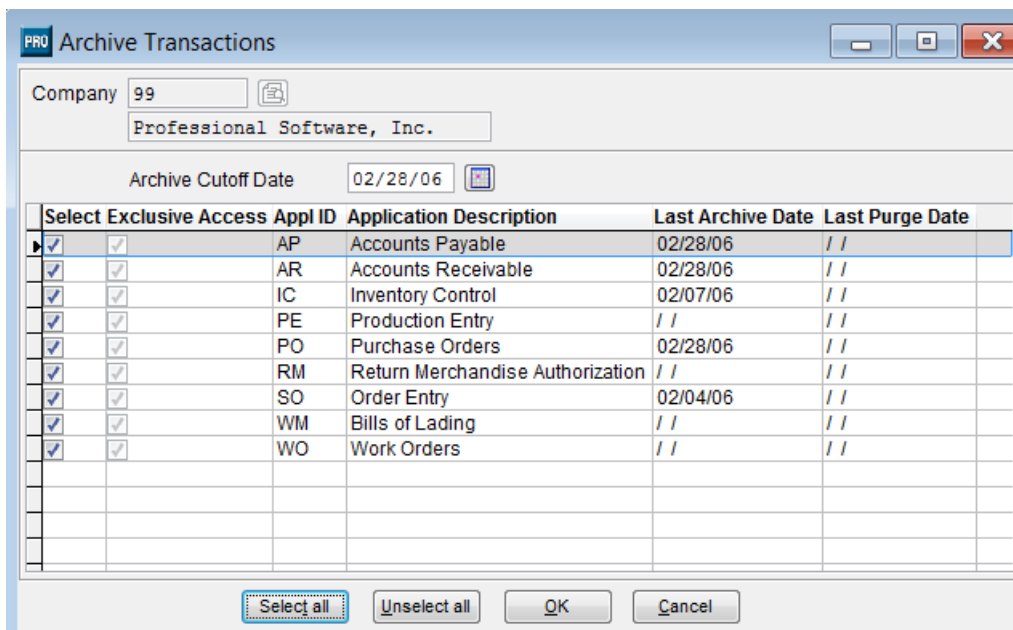 PRO Archive Transactions
Company 99
Professional Software, Inc.
Archive Cutoff Date 02/28/06
Select Exclusive Access Appl ID Application Description Last Archive Date Last Purge Date
AP Accounts Payable 02/28/06 / /
AR Accounts Receivable 02/28/06 / /
IC Inventory Control 02/07/06 / /
PE Production Entry / / / /
PO Purchase Orders 02/28/06 / /
RM Return Merchandise Authorization / / / /
SO Order Entry 02/04/06 / /
WM Bills of Lading / / / /
WO Work Orders / / / /
Select all Unselect all OK Cancel